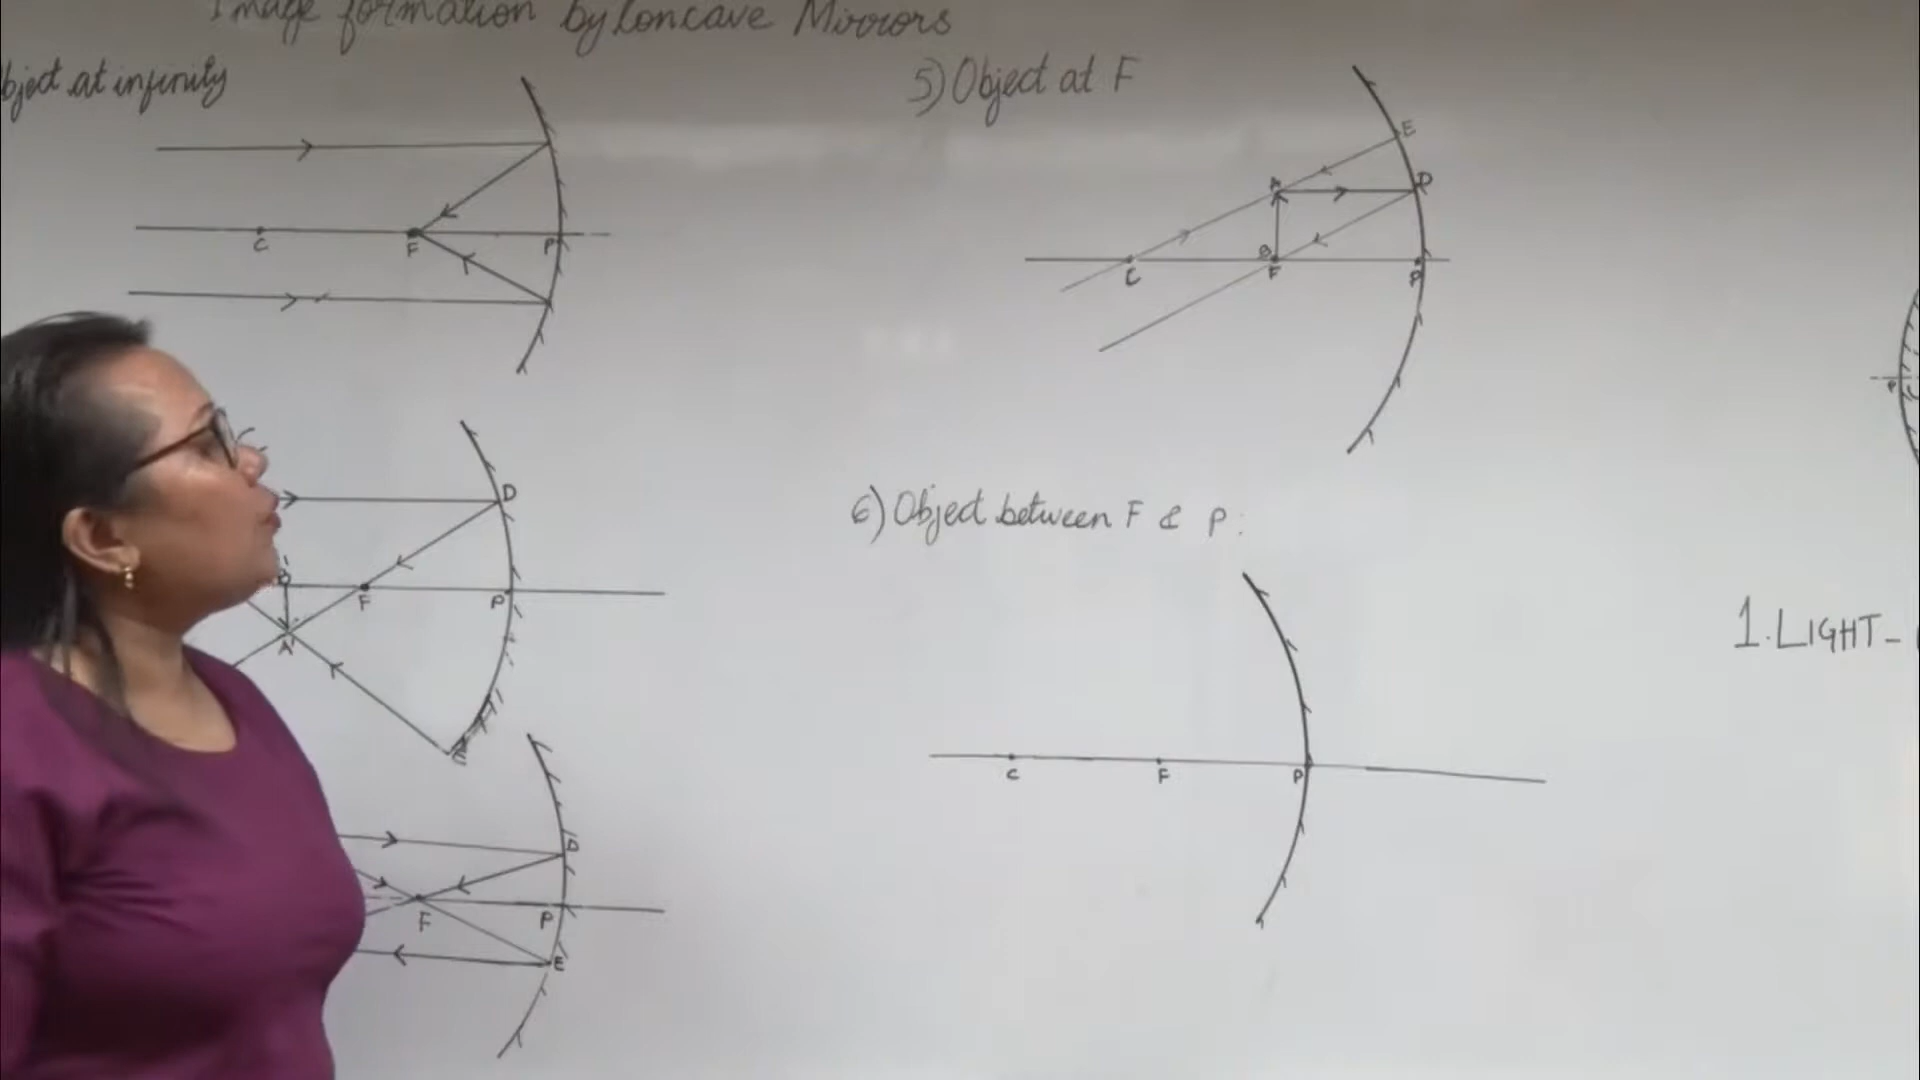 Image formation by Concave Mirrors
bject at infinity
C F P
D
B' F P
A'
E
D
F P
E
5) Object at F
E
A D
B
C F P
6) Object between F & P:
C F P
P
1. LIGHT-